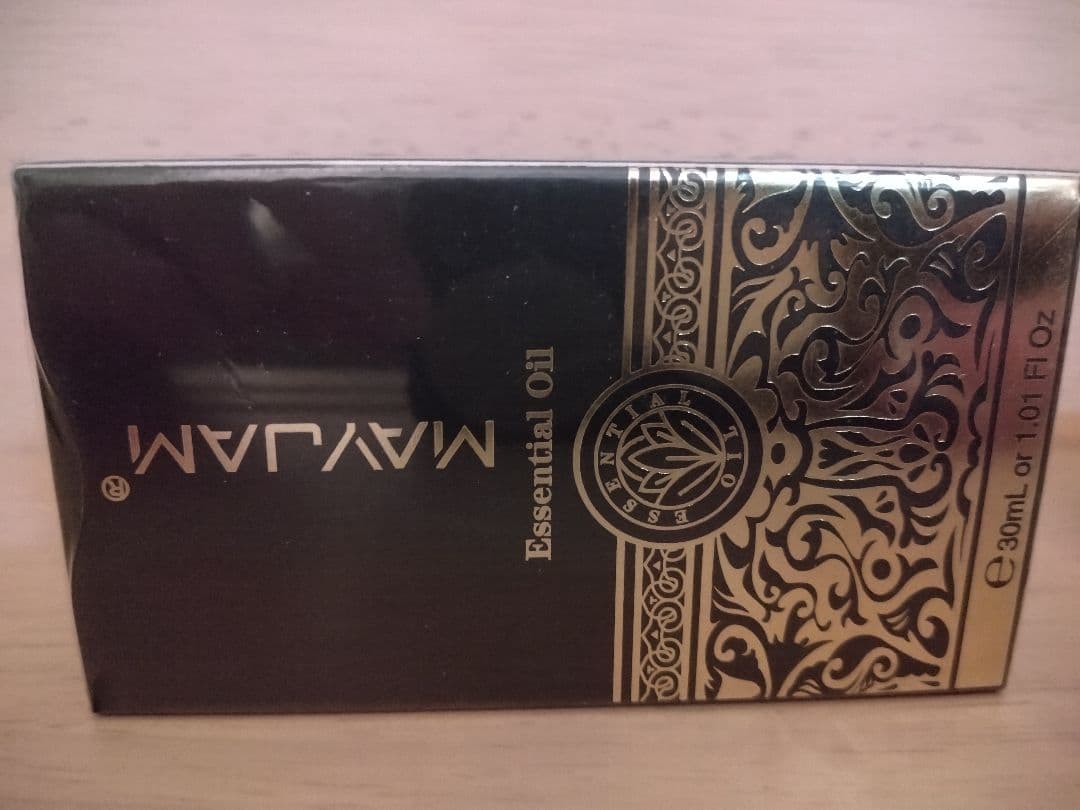 MAYJAM®
Essential Oil
ESSENTIAL OIL
e 30mL or 1.01 Fl Oz